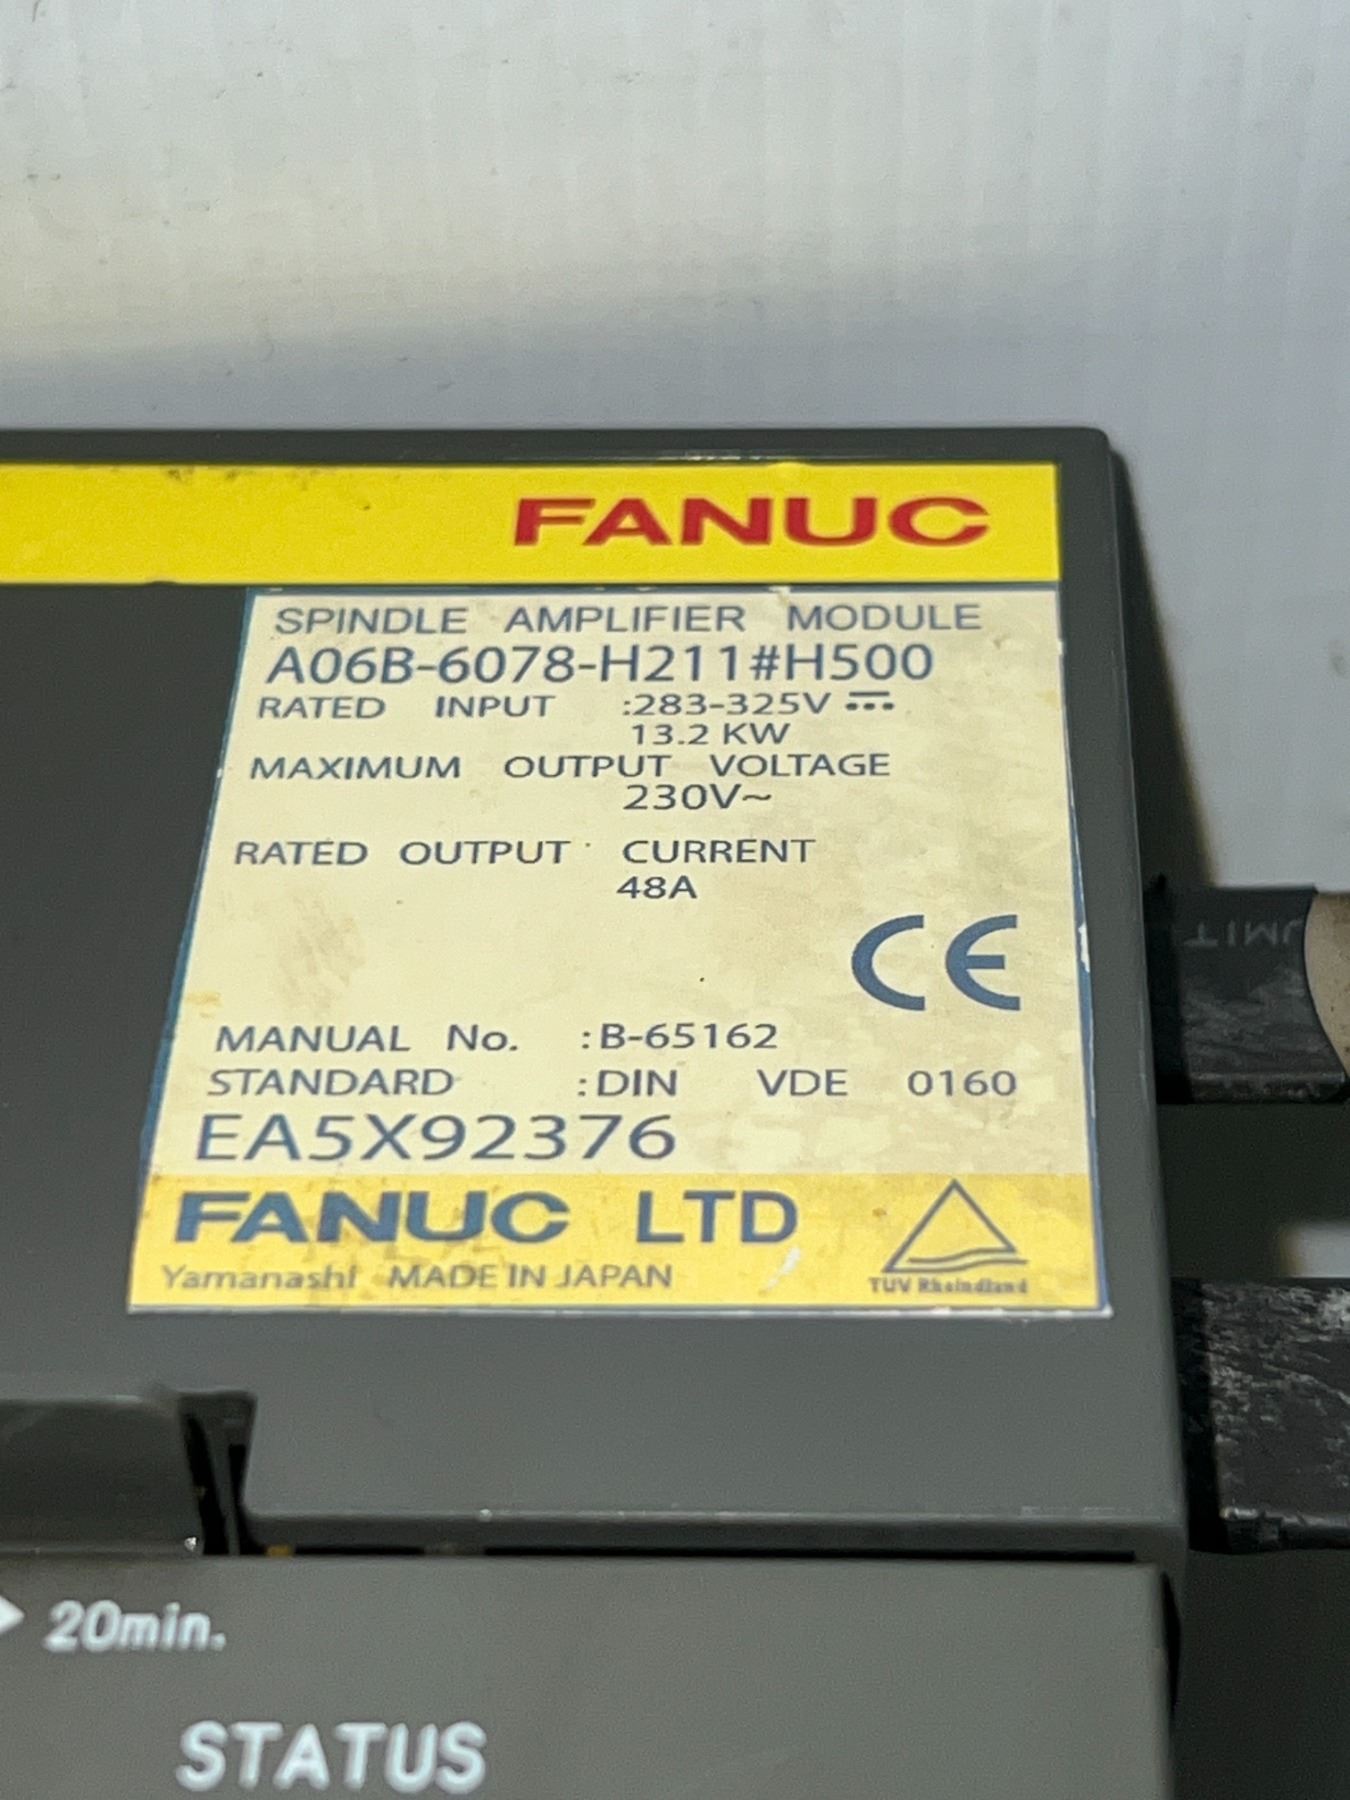 FANUC
SPINDLE AMPLIFIER MODULE
A06B-6078-H211#H500
RATED INPUT :283-325V
13.2 KW
MAXIMUM OUTPUT VOLTAGE
230V~
RATED OUTPUT CURRENT
48A
CE
MANUAL No. :B-65162
STANDARD :DIN VDE 0160
EA5X92376
FANUC LTD
Yamanashi MADE IN JAPAN
TUV Rheindland
20min.
STATUS